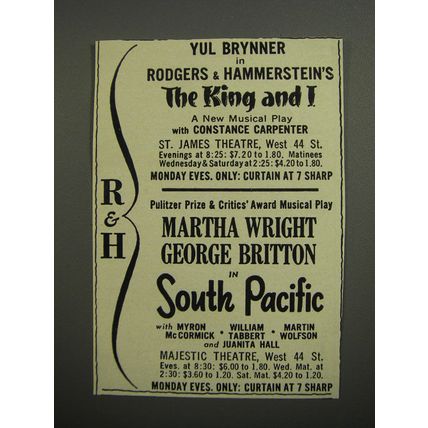 YUL BRYNNER
in
RODGERS & HAMMERSTEIN'S
The King and I
A New Musical Play
with CONSTANCE CARPENTER
ST. JAMES THEATRE, West 44 St.
Evenings at 8:25: $7.20 to 1.80. Matinees
Wednesday & Saturday at 2:25: $4.20 to 1.80.
MONDAY EVES. ONLY: CURTAIN AT 7 SHARP
R
&
H
Pulitzer Prize & Critics' Award Musical Play
MARTHA WRIGHT
GEORGE BRITTON
IN
South Pacific
with MYRON McCORMICK * WILLIAM TABBERT * MARTIN WOLFSON
and JUANITA HALL
MAJESTIC THEATRE, West 44 St.
Eves. at 8:30: $6.00 to 1.80. Wed. Mat. at
2:30: $3.60 to 1.20. Sat. Mat. $4.20 to 1.20.
MONDAY EVES. ONLY: CURTAIN AT 7 SHARP